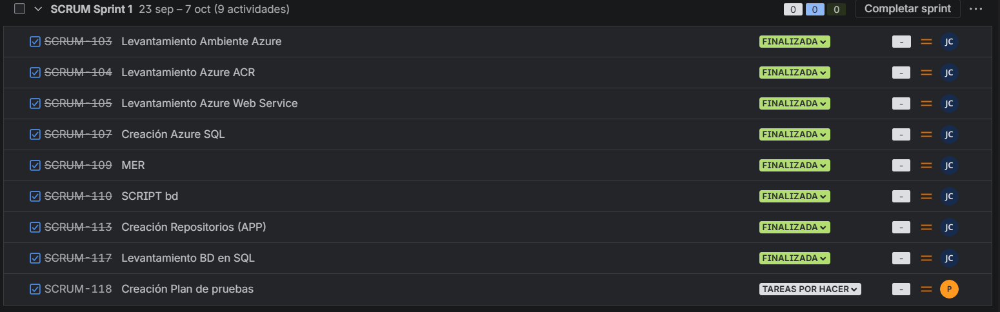 SCRUM Sprint 1 23 sep – 7 oct (9 actividades) 0 0 0 Completar sprint
SCRUM-103 Levantamiento Ambiente Azure FINALIZADA - JC
SCRUM-104 Levantamiento Azure ACR FINALIZADA - JC
SCRUM-105 Levantamiento Azure Web Service FINALIZADA - JC
SCRUM-107 Creación Azure SQL FINALIZADA - JC
SCRUM-109 MER FINALIZADA - JC
SCRUM-110 SCRIPT bd FINALIZADA - JC
SCRUM-113 Creación Repositorios (APP) FINALIZADA - JC
SCRUM-117 Levantamiento BD en SQL FINALIZADA - JC
SCRUM-118 Creación Plan de pruebas TAREAS POR HACER - P